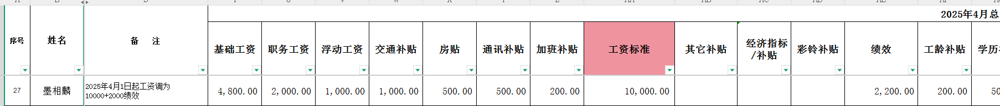 2025年4月总
序号 姓名 备 注 基础工资 职务工资 浮动工资 交通补贴 房贴 通讯补贴 加班补贴 工资标准 其它补贴 经济指标 彩铃补贴 绩效 工龄补贴 学历
/补贴
27 墨相麟 2025年4月1日起工资调为 4,800.00 2,000.00 1,000.00 1,000.00 500.00 500.00 200.00 10,000.00 2,200.00 200.00 50
10000+2000绩效